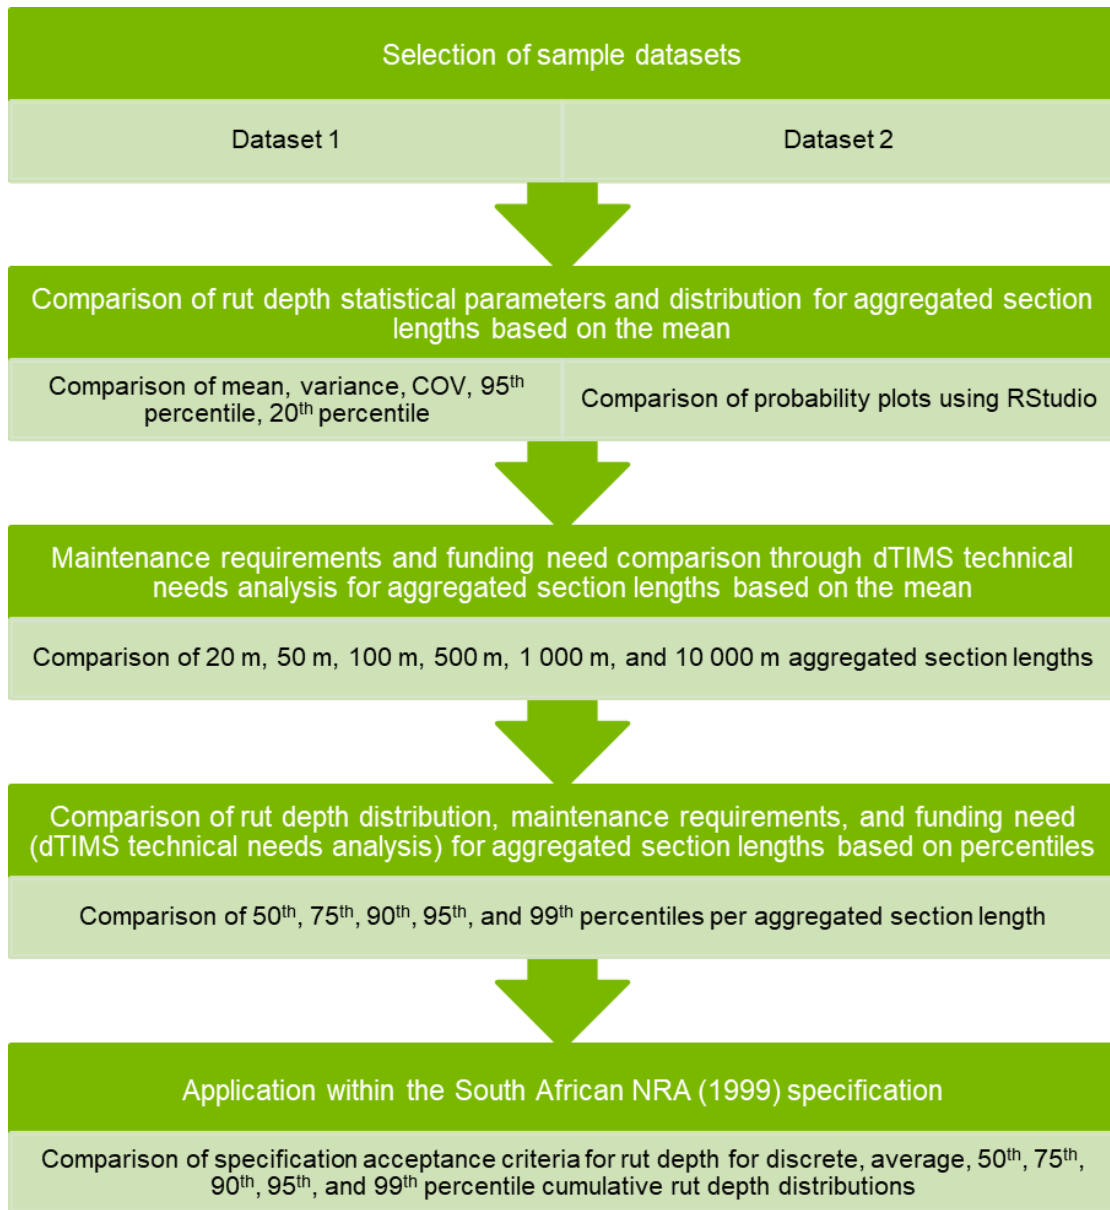 Selection of sample datasets
Dataset 1
Dataset 2
Comparison of rut depth statistical parameters and distribution for aggregated section
lengths based on the mean
Comparison of mean, variance, COV, 95th
percentile, 20th percentile
Comparison of probability plots using RStudio
Maintenance requirements and funding need comparison through dTIMS technical
needs analysis for aggregated section lengths based on the mean
Comparison of 20 m, 50 m, 100 m, 500 m, 1 000 m, and 10 000 m aggregated section lengths
Comparison of rut depth distribution, maintenance requirements, and funding need
(dTIMS technical needs analysis) for aggregated section lengths based on percentiles
Comparison of 50th, 75th, 90th, 95th, and 99th percentiles per aggregated section length
Application within the South African NRA (1999) specification
Comparison of specification acceptance criteria for rut depth for discrete, average, 50th, 75th,
90th, 95th, and 99th percentile cumulative rut depth distributions